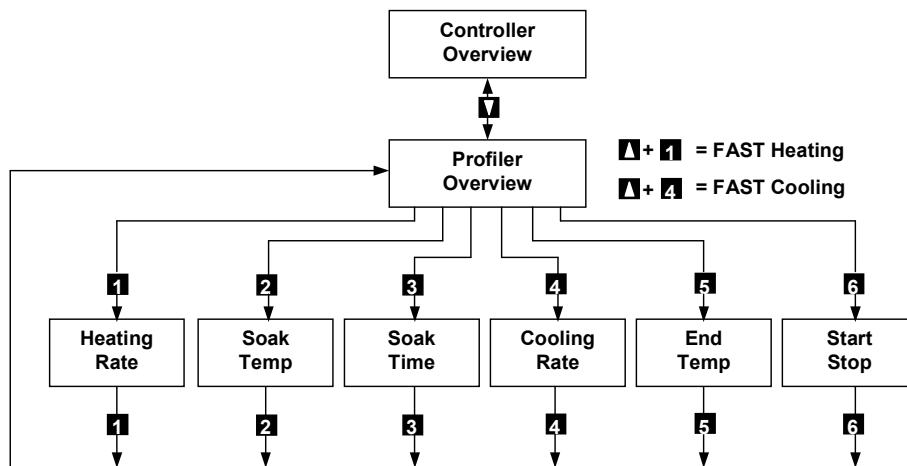 Controller
Overview
Profiler
Overview
Δ + 1 = FAST Heating
Δ + 4 = FAST Cooling
1 2 3 4 5 6
Heating
Rate
Soak
Temp
Soak
Time
Cooling
Rate
End
Temp
Start
Stop
1 2 3 4 5 6